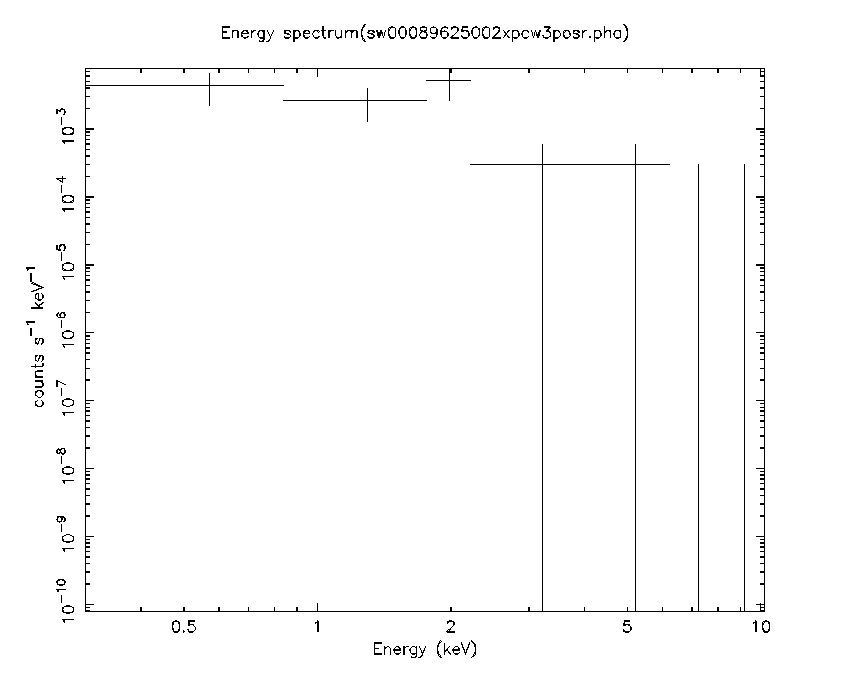 Energy spectrum(sw00089625002xpcw3posr.pha)
counts s⁻¹ keV⁻¹
10⁻³
10⁻⁴
10⁻⁵
10⁻⁶
10⁻⁷
10⁻⁸
10⁻⁹
10⁻¹⁰
0.5 1 2 5 10
Energy (keV)